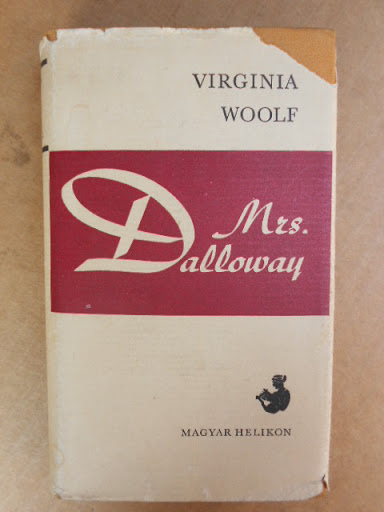 VIRGINIA
WOOLF
Mrs.
Dalloway
MAGYAR HELIKON